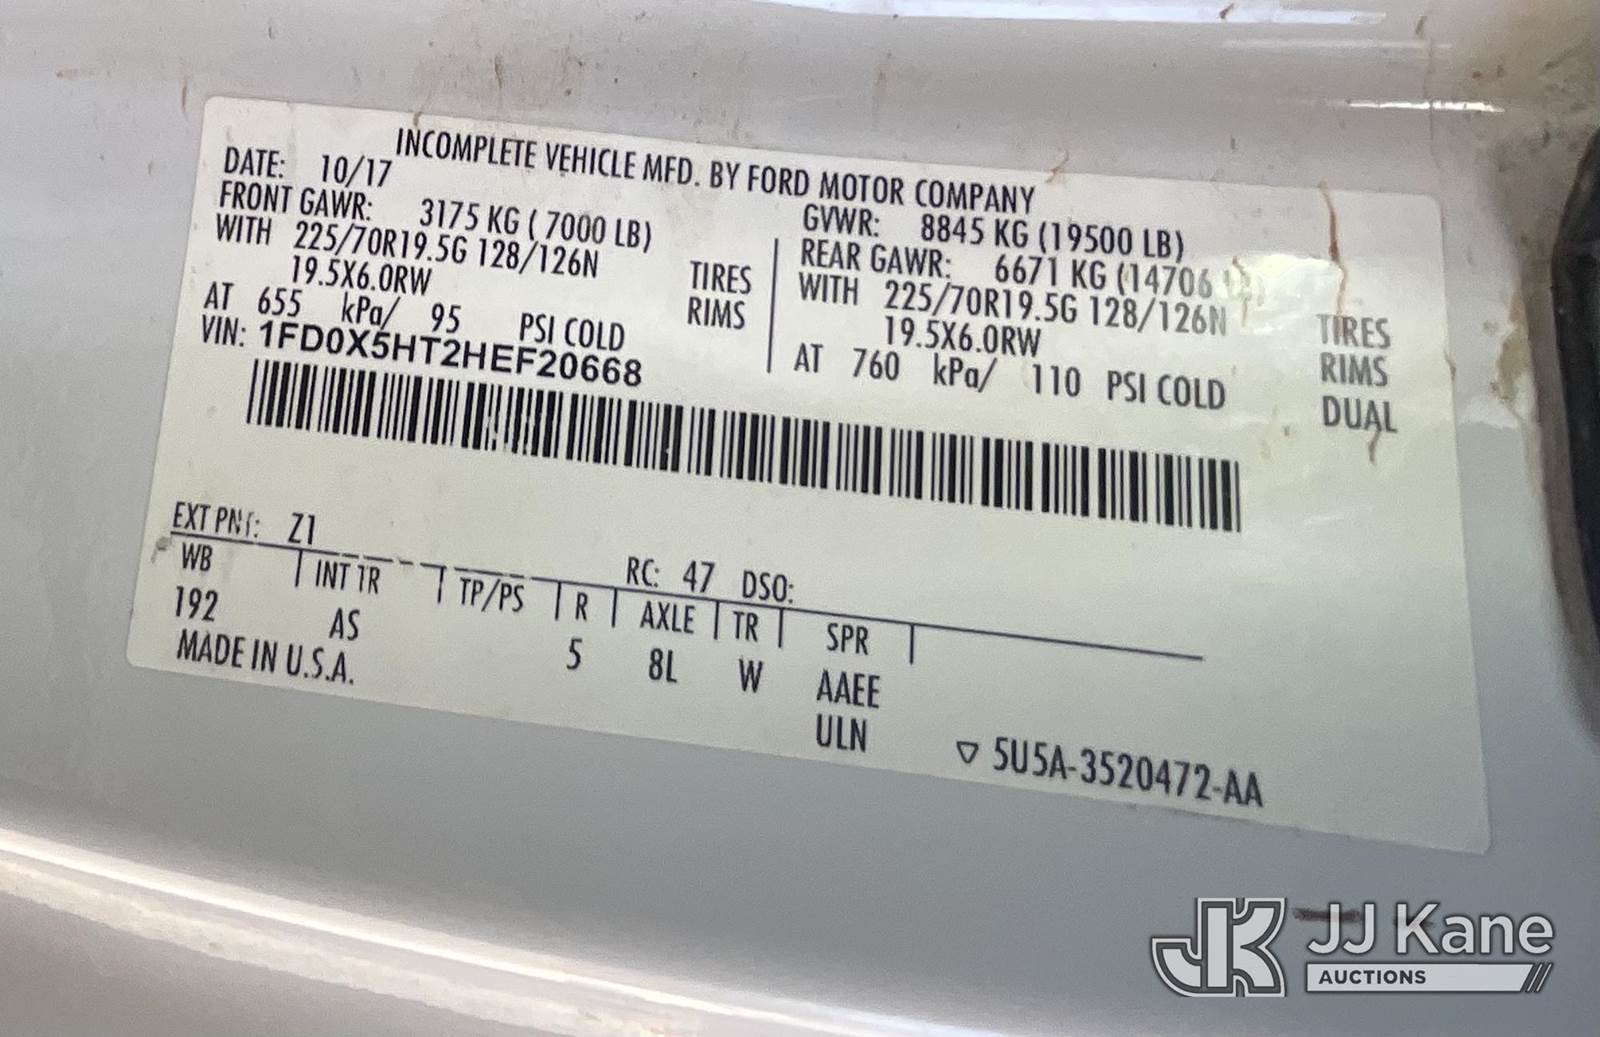 INCOMPLETE VEHICLE MFD. BY FORD MOTOR COMPANY
DATE: 10/17 GVWR: 8845 KG (19500 LB)
FRONT GAWR: 3175 KG ( 7000 LB) REAR GAWR: 6671 KG (14706
WITH 225/70R19.5G 128/126N TIRES WITH 225/70R19.5G 128/126N TIRES
19.5X6.0RW RIMS 19.5X6.0RW RIMS
AT 655 kPa/ 95 PSI COLD AT 760 kPa/ 110 PSI COLD DUAL
VIN: 1FD0X5HT2HEF20668
EXT PNT: Z1 RC: 47 DSO:
WB INT TR TP/PS R AXLE TR SPR
192 AS 5 8L W AAEE
MADE IN U.S.A. ULN
5U5A-3520472-AA
JK JJ Kane
AUCTIONS